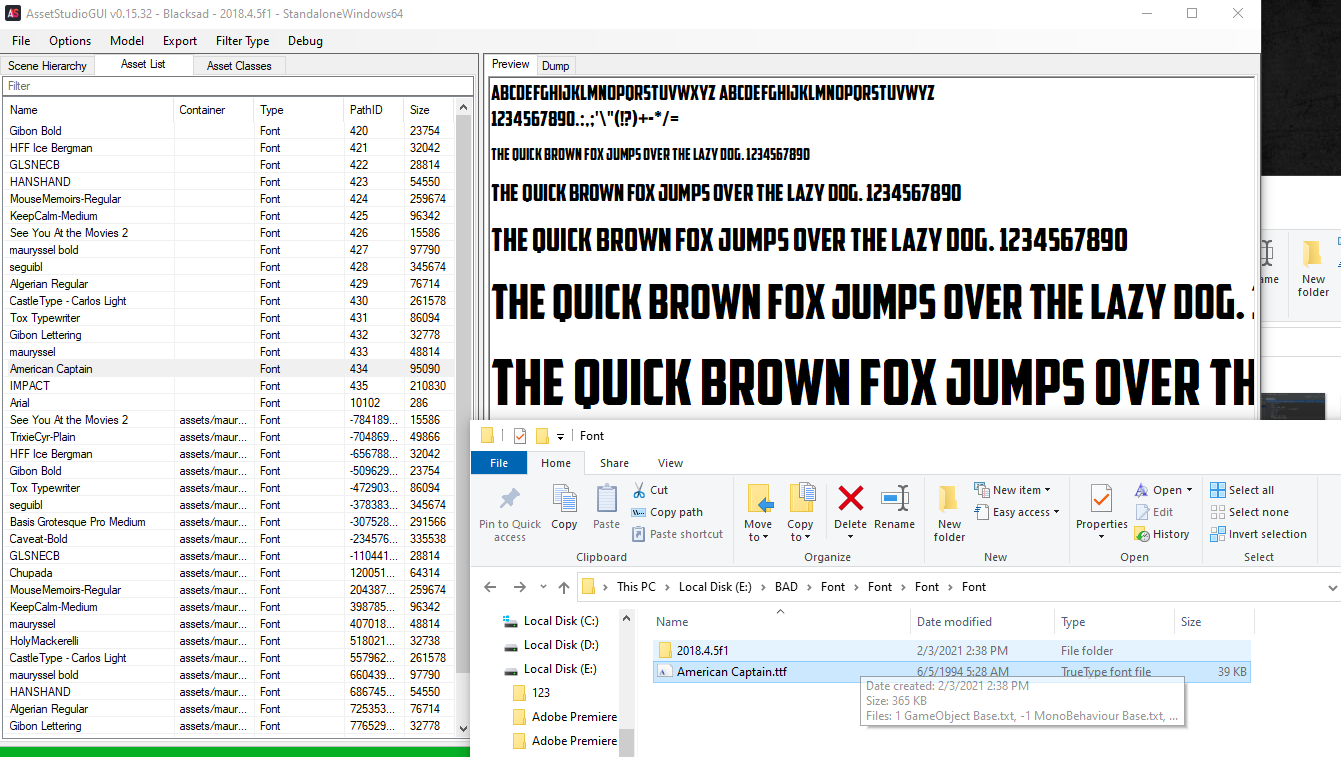 AssetStudioGUI v0.15.32 - Blacksad - 2018.4.5f1 - StandaloneWindows64
File Options Model Export Filter Type Debug
Scene Hierarchy Asset List Asset Classes
Filter
Name Container Type PathID Size
Gibon Bold Font 420 23754
HFF Ice Bergman Font 421 32042
GLSNECB Font 422 28814
HANSHAND Font 423 54550
MouseMemoirs-Regular Font 424 259674
KeepCalm-Medium Font 425 96342
See You At the Movies 2 Font 426 15586
mauryssel bold Font 427 97790
seguibl Font 428 345674
Algerian Regular Font 429 76714
CastleType - Carlos Light Font 430 261578
Tox Typewriter Font 431 86094
Gibon Lettering Font 432 32778
mauryssel Font 433 48814
American Captain Font 434 95090
IMPACT Font 435 210830
Arial Font 10102 286
See You At the Movies 2 assets/maur... Font -784189... 15586
TrixieCyr-Plain assets/maur... Font -704869... 49866
HFF Ice Bergman assets/maur... Font -656788... 32042
Gibon Bold assets/maur... Font -509629... 23754
Tox Typewriter assets/maur... Font -472903... 86094
seguibl assets/maur... Font -378383... 345674
Basis Grotesque Pro Medium assets/maur... Font -307528... 291566
Caveat-Bold assets/maur... Font -234576... 335538
GLSNECB assets/maur... Font -110441... 28814
Chupada assets/maur... Font 120051... 64314
MouseMemoirs-Regular assets/maur... Font 204387... 259674
KeepCalm-Medium assets/maur... Font 398785... 96342
mauryssel assets/maur... Font 407018... 48814
HolyMackerelli assets/maur... Font 518021... 32738
CastleType - Carlos Light assets/maur... Font 557962... 261578
mauryssel bold assets/maur... Font 660439... 97790
HANSHAND assets/maur... Font 686745... 54550
Algerian Regular assets/maur... Font 725353... 76714
Gibon Lettering assets/maur... Font 776529... 32778
Preview Dump
ABCDEFGHIJKLMNOPQRSTUVWXYZ ABCDEFGHIJKLMNOPQRSTUVWYZ
1234567890.:,;'\"(!?)+-*/=
THE QUICK BROWN FOX JUMPS OVER THE LAZY DOG. 1234567890
THE QUICK BROWN FOX JUMPS OVER THE LAZY DOG. 1234567890
THE QUICK BROWN FOX JUMPS OVER THE LAZY DOG. 1234567890
THE QUICK BROWN FOX JUMPS OVER THE LAZY DOG.
THE QUICK BROWN FOX JUMPS OVER TH
ame New
folder
Font
File Home Share View
Pin to Quick
access
Copy
Paste
Cut
Copy path
Paste shortcut
Clipboard
Move
to
Copy
to
Delete
Rename
Organize
New
folder
New item
Easy access
New
Properties
Open
Edit
History
Open
Select all
Select none
Invert selection
Select
This PC > Local Disk (E:) > BAD > Font > Font > Font > Font
Local Disk (C:)
Local Disk (D:)
Local Disk (E:)
123
Adobe Premiere
Adobe Premiere
Name Date modified Type Size
2018.4.5f1 2/3/2021 2:38 PM File folder
American Captain.ttf 6/5/1994 5:28 AM TrueType font file 39 KB
Date created: 2/3/2021 2:38 PM
Size: 365 KB
Files: 1 GameObject Base.txt, -1 MonoBehaviour Base.txt, ...